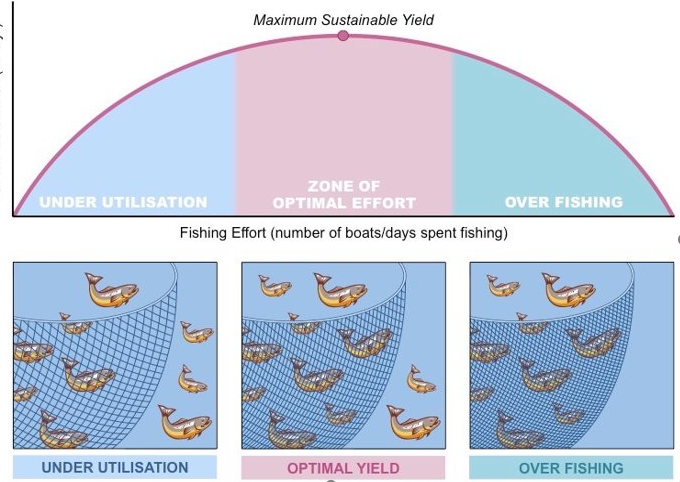 Maximum Sustainable Yield
UNDER UTILISATION
ZONE OF
OPTIMAL EFFORT
OVER FISHING
Fishing Effort (number of boats/days spent fishing)
UNDER UTILISATION
OPTIMAL YIELD
OVER FISHING